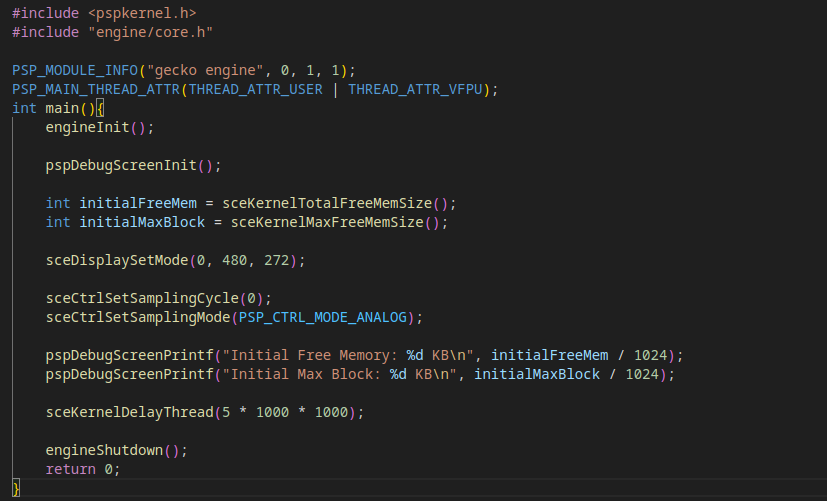 #include <pspkernel.h>
#include "engine/core.h"

PSP_MODULE_INFO("gecko engine", 0, 1, 1);
PSP_MAIN_THREAD_ATTR(THREAD_ATTR_USER | THREAD_ATTR_VFPU);
int main(){
    engineInit();

    pspDebugScreenInit();

    int initialFreeMem = sceKernelTotalFreeMemSize();
    int initialMaxBlock = sceKernelMaxFreeMemSize();

    sceDisplaySetMode(0, 480, 272);

    sceCtrlSetSamplingCycle(0);
    sceCtrlSetSamplingMode(PSP_CTRL_MODE_ANALOG);

    pspDebugScreenPrintf("Initial Free Memory: %d KB\n", initialFreeMem / 1024);
    pspDebugScreenPrintf("Initial Max Block: %d KB\n", initialMaxBlock / 1024);

    sceKernelDelayThread(5 * 1000 * 1000);

    engineShutdown();
    return 0;
}